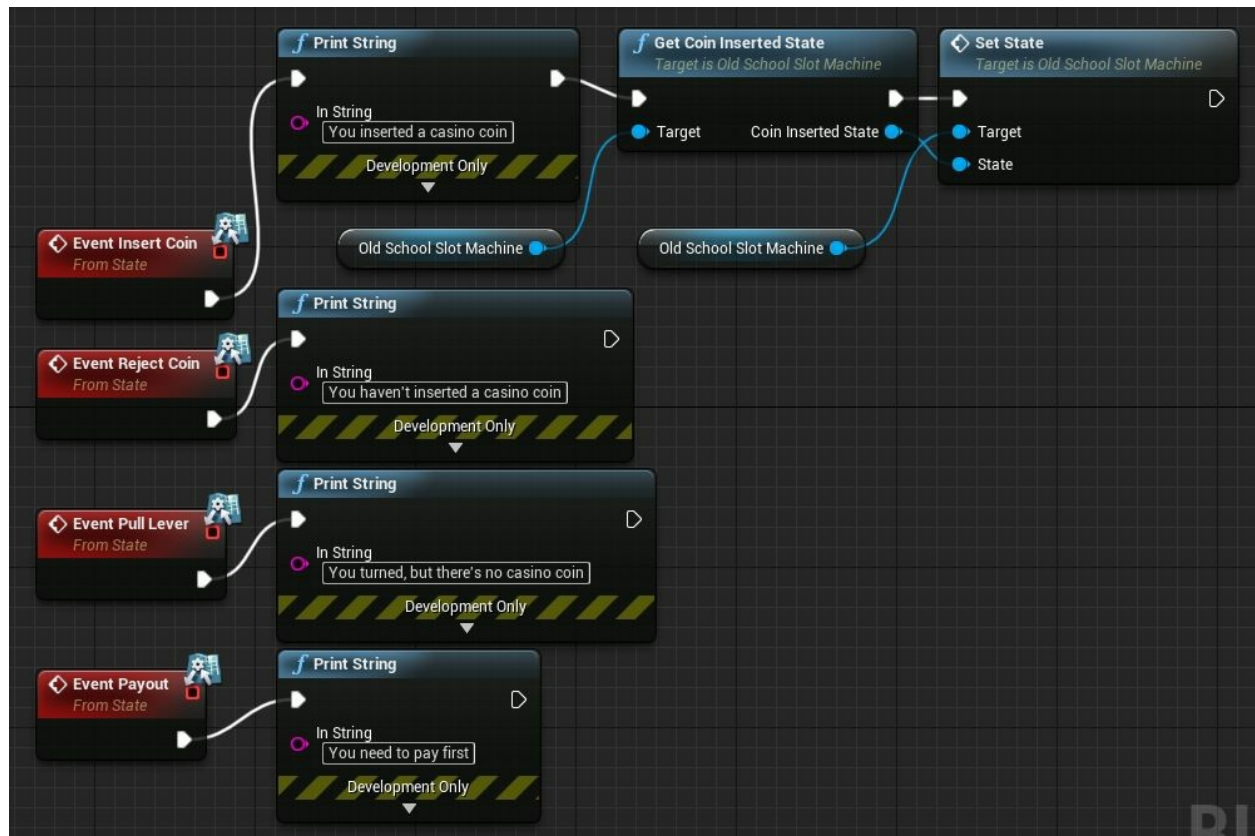 Print String
In String
You inserted a casino coin
Development Only
Get Coin Inserted State
Target is Old School Slot Machine
Target
Coin Inserted State
Set State
Target is Old School Slot Machine
Target
State
Old School Slot Machine
Old School Slot Machine
Event Insert Coin
From State
Print String
In String
You haven't inserted a casino coin
Development Only
Event Reject Coin
From State
Print String
In String
You turned, but there's no casino coin
Development Only
Event Pull Lever
From State
Print String
In String
You need to pay first
Development Only
Event Payout
From State